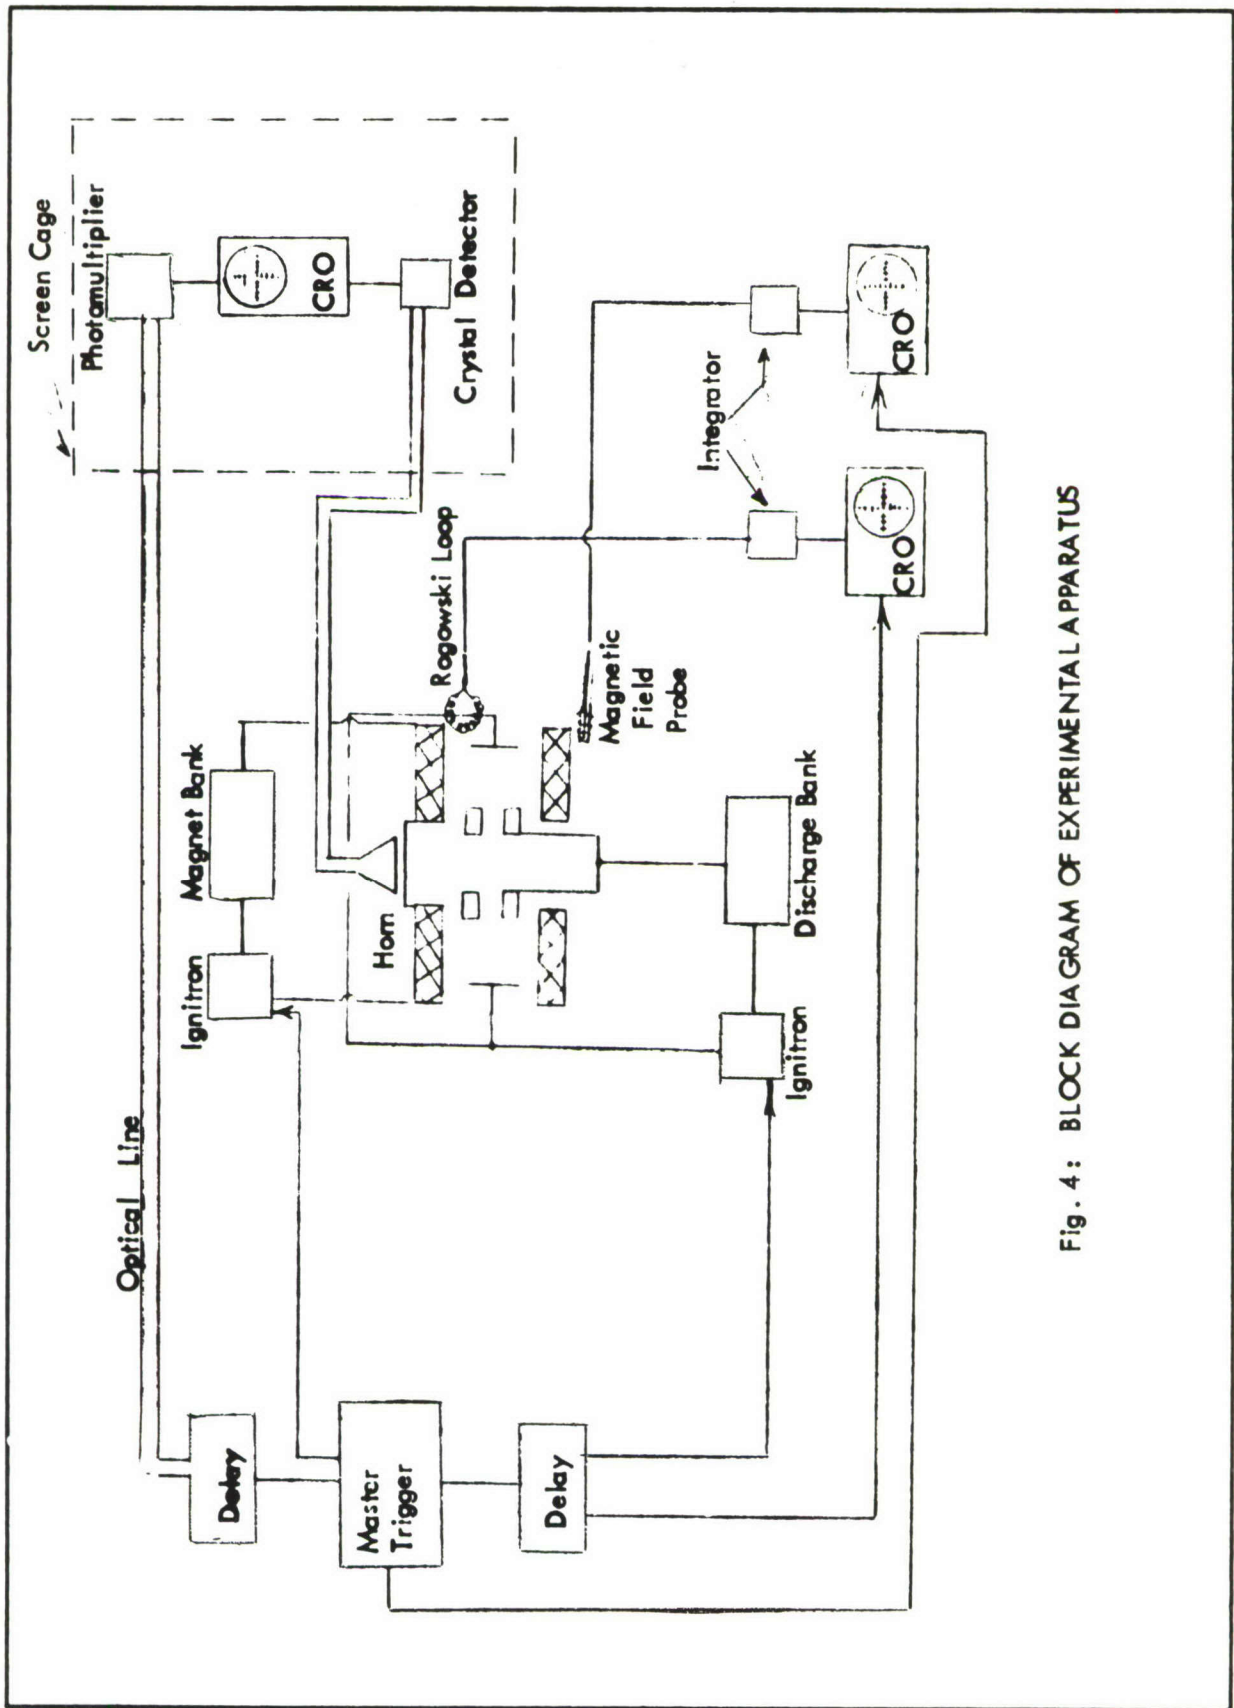 Screen Cage
Photamultiplier
CRO
Crystal Detector
Optical Line
Ignitron
Magnet Bank
Horn
Rogowski Loop
Magnetic
Field
Probe
Integrator
CRO
CRO
Delay
Master
Trigger
Delay
Ignitron
Discharge Bank
Fig. 4: BLOCK DIAGRAM OF EXPERIMENTAL APPARATUS